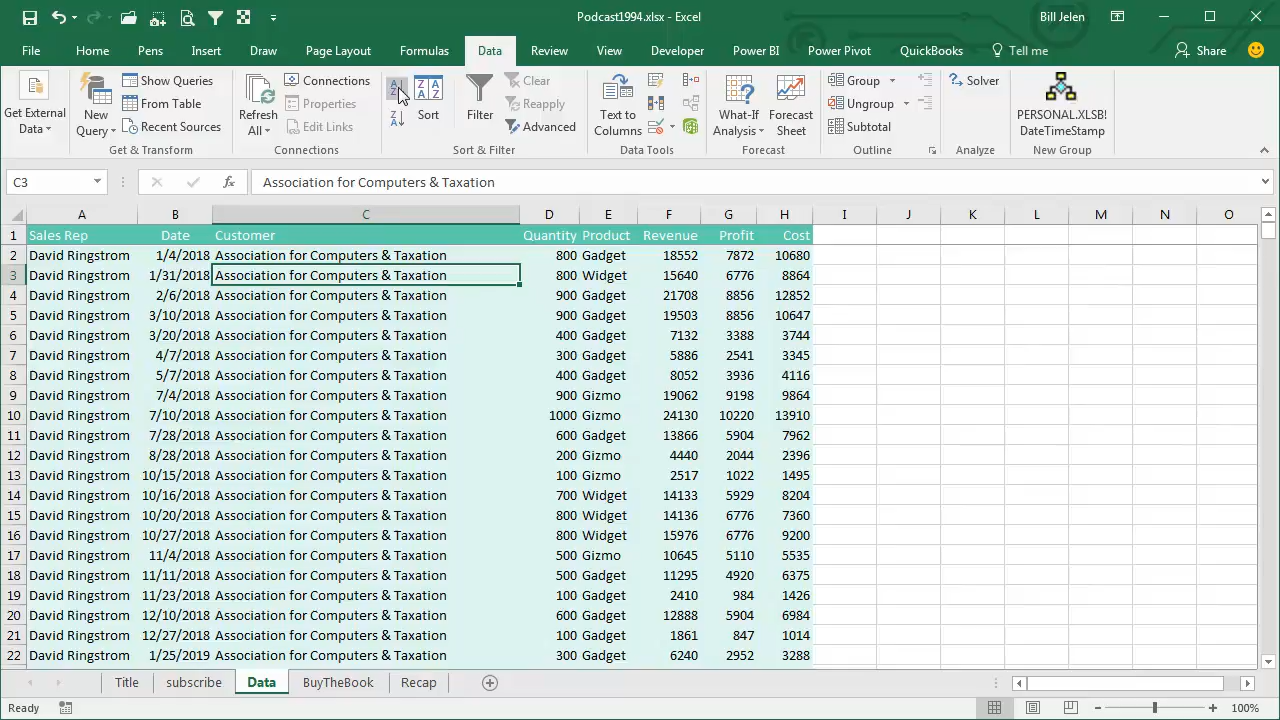 Podcast1994.xlsx - Excel
Bill Jelen
File Home Pens Insert Draw Page Layout Formulas Data Review View Developer Power BI Power Pivot QuickBooks Tell me Share
Get External Data
New Query
Show Queries
From Table
Recent Sources
Get & Transform
Refresh All
Connections
Properties
Edit Links
Connections
Sort
Filter
Clear
Reapply
Advanced
Sort & Filter
Text to Columns
Data Tools
What-If Analysis
Forecast Sheet
Forecast
Group
Ungroup
Subtotal
Outline
Solver
Analyze
PERSONAL.XLSB! DateTimeStamp
New Group
C3 fx Association for Computers & Taxation
A B C D E F G H I J K L M N O
1 Sales Rep Date Customer Quantity Product Revenue Profit Cost
2 David Ringstrom 1/4/2018 Association for Computers & Taxation 800 Gadget 18552 7872 10680
3 David Ringstrom 1/31/2018 Association for Computers & Taxation 800 Widget 15640 6776 8864
4 David Ringstrom 2/6/2018 Association for Computers & Taxation 900 Gadget 21708 8856 12852
5 David Ringstrom 3/10/2018 Association for Computers & Taxation 900 Gadget 19503 8856 10647
6 David Ringstrom 3/20/2018 Association for Computers & Taxation 400 Gadget 7132 3388 3744
7 David Ringstrom 4/7/2018 Association for Computers & Taxation 300 Gadget 5886 2541 3345
8 David Ringstrom 5/7/2018 Association for Computers & Taxation 400 Gadget 8052 3936 4116
9 David Ringstrom 7/4/2018 Association for Computers & Taxation 900 Gizmo 19062 9198 9864
10 David Ringstrom 7/10/2018 Association for Computers & Taxation 1000 Gizmo 24130 10220 13910
11 David Ringstrom 7/28/2018 Association for Computers & Taxation 600 Gadget 13866 5904 7962
12 David Ringstrom 8/28/2018 Association for Computers & Taxation 200 Gizmo 4440 2044 2396
13 David Ringstrom 10/15/2018 Association for Computers & Taxation 100 Gizmo 2517 1022 1495
14 David Ringstrom 10/16/2018 Association for Computers & Taxation 700 Widget 14133 5929 8204
15 David Ringstrom 10/20/2018 Association for Computers & Taxation 800 Widget 14136 6776 7360
16 David Ringstrom 10/27/2018 Association for Computers & Taxation 800 Widget 15976 6776 9200
17 David Ringstrom 11/4/2018 Association for Computers & Taxation 500 Gizmo 10645 5110 5535
18 David Ringstrom 11/11/2018 Association for Computers & Taxation 500 Gadget 11295 4920 6375
19 David Ringstrom 11/23/2018 Association for Computers & Taxation 100 Gadget 2410 984 1426
20 David Ringstrom 12/10/2018 Association for Computers & Taxation 600 Gadget 12888 5904 6984
21 David Ringstrom 12/27/2018 Association for Computers & Taxation 100 Gadget 1861 847 1014
22 David Ringstrom 1/25/2019 Association for Computers & Taxation 300 Gadget 6240 2952 3288
Title subscribe Data BuyTheBook Recap
Ready 100%